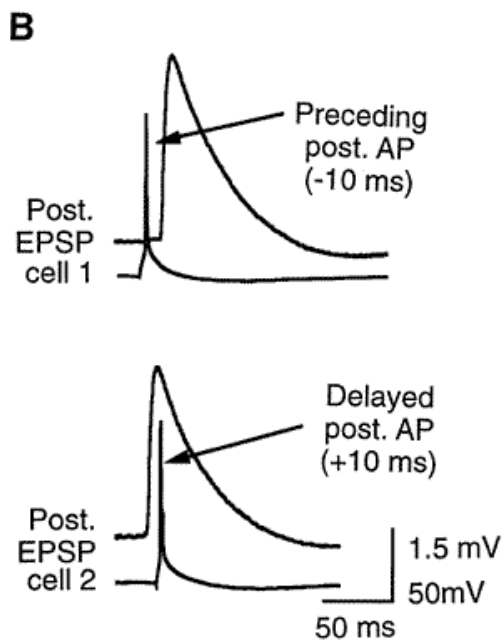 B
Preceding
post. AP
(-10 ms)
Post.
EPSP
cell 1
Delayed
post. AP
(+10 ms)
Post.
EPSP
cell 2
1.5 mV
50mV
50 ms